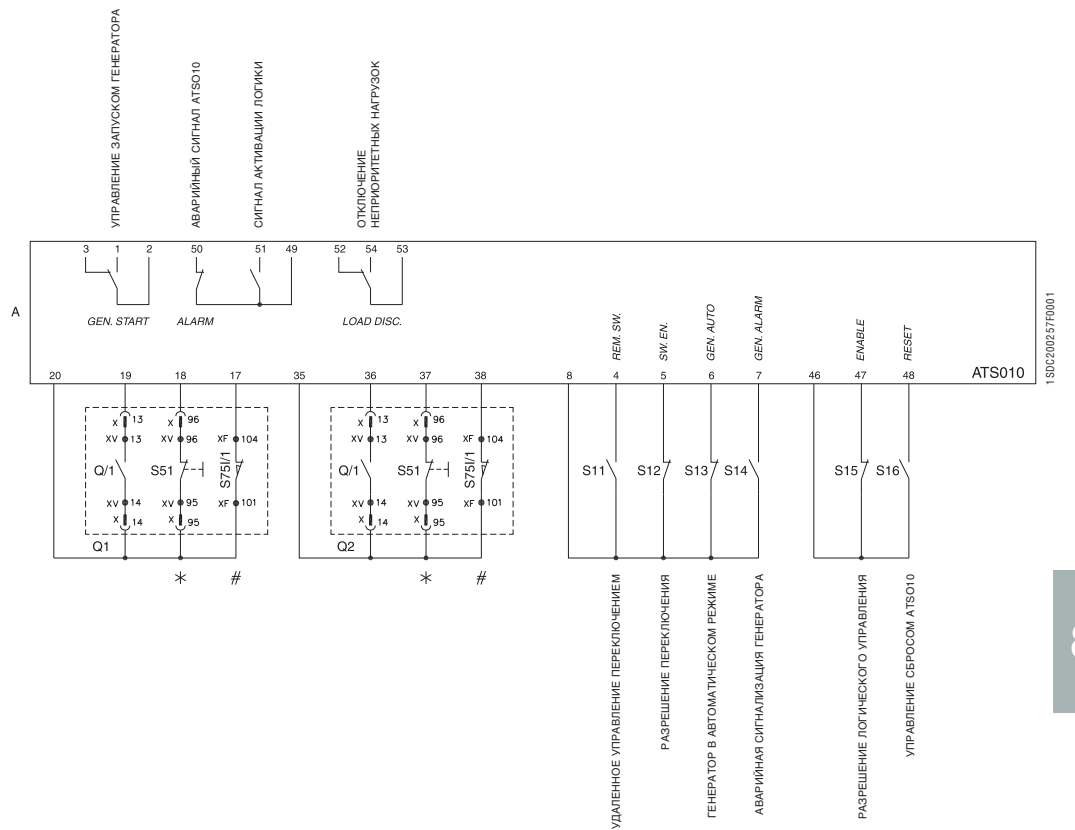 УПРАВЛЕНИЕ ЗАПУСКОМ ГЕНЕРАТОРА
АВАРИЙНЫЙ СИГНАЛ ATSO10
СИГНАЛ АКТИВАЦИИ ЛОГИКИ
ОТКЛЮЧЕНИЕ
НЕПРИОРИТЕТНЫХ НАГРУЗОК
3 1 2 50 51 49 52 54 53
A
GEN. START ALARM LOAD DISC.
REM. SW.
SW. EN.
GEN. AUTO
GEN. ALARM
ENABLE
RESET
ATS010
1SDC200257F0001
20 19 18 17 35 36 37 38 8 4 5 6 7 46 47 48
X 13 X 96 X 13 X 96
XV 13 XV 96 XF 104 XV 13 XV 96 XF 104
Q/1 S51 S75I/1 Q/1 S51 S75I/1 S11 S12 S13 S14 S15 S16
XV 14 XV 95 XF 101 XV 14 XV 95 XF 101
X 14 X 95 X 14 X 95
Q1 Q2
* # * #
УДАЛЕННОЕ УПРАВЛЕНИЕ ПЕРЕКЛЮЧЕНИЕМ
РАЗРЕШЕНИЕ ПЕРЕКЛЮЧЕНИЯ
ГЕНЕРАТОР В АВТОМАТИЧЕСКОМ РЕЖИМЕ
АВАРИЙНАЯ СИГНАЛИЗАЦИЯ ГЕНЕРАТОРА
РАЗРЕШЕНИЕ ЛОГИЧЕСКОГО УПРАВЛЕНИЯ
УПРАВЛЕНИЕ СБРОСОМ ATSO10